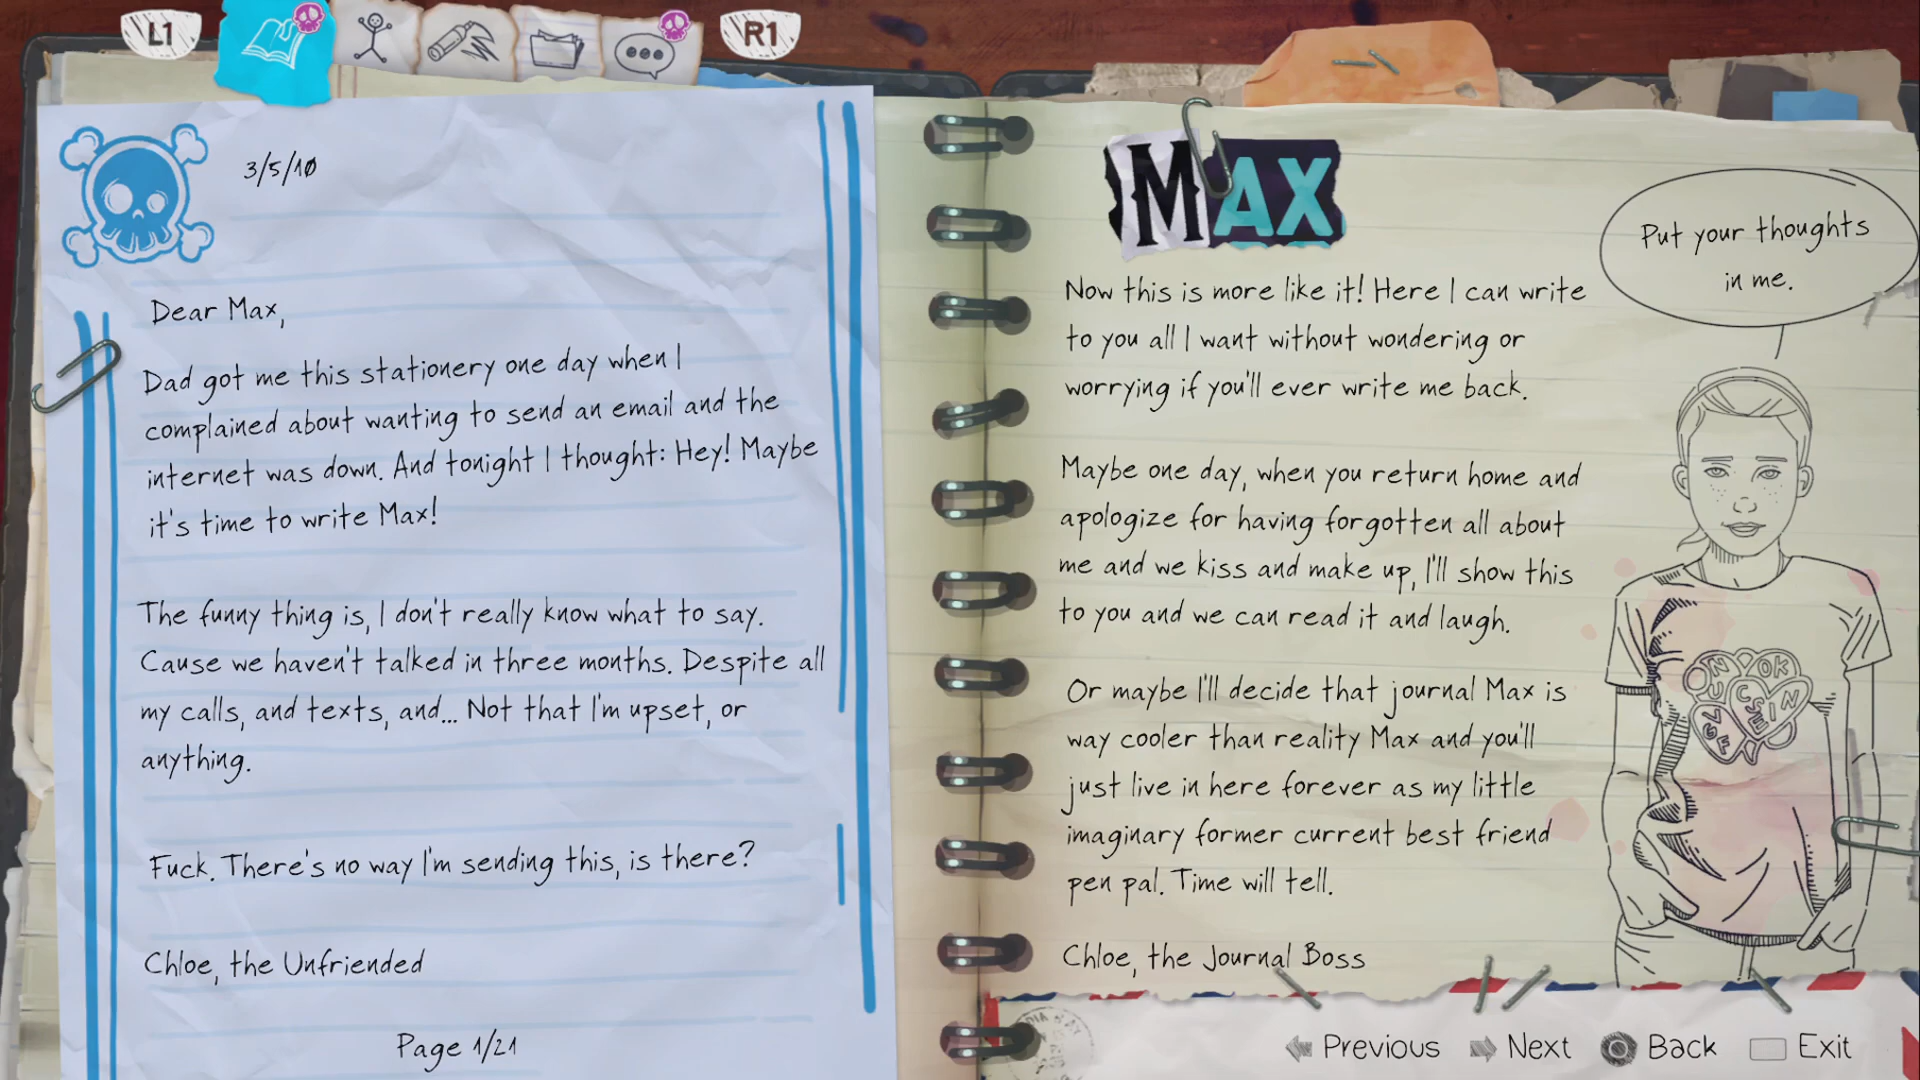 L1
R1
3/5/10
Dear Max,
Dad got me this stationery one day when I
complained about wanting to send an email and the
internet was down. And tonight I thought: Hey! Maybe
it's time to write Max!
The funny thing is, I don't really know what to say.
Cause we haven't talked in three months. Despite all
my calls, and texts, and... Not that I'm upset, or
anything.
Fuck. There's no way I'm sending this, is there?
Chloe, the Unfriended
Page 1/21
MAX
Put your thoughts
in me.
Now this is more like it! Here I can write
to you all I want without wondering or
worrying if you'll ever write me back.
Maybe one day, when you return home and
apologize for having forgotten all about
me and we kiss and make up, I'll show this
to you and we can read it and laugh.
Or maybe I'll decide that journal Max is
way cooler than reality Max and you'll
just live in here forever as my little
imaginary former current best friend
pen pal. Time will tell.
Chloe, the Journal Boss
Previous Next Back Exit